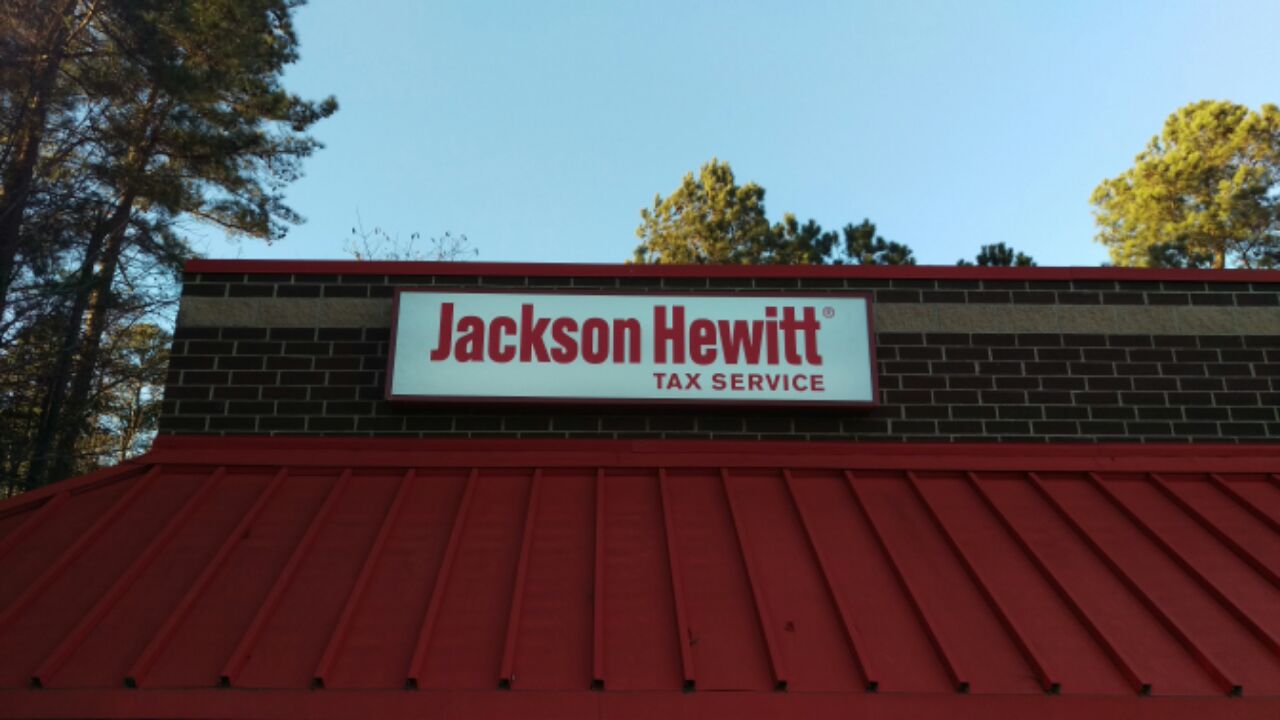 Jackson Hewitt®
TAX SERVICE